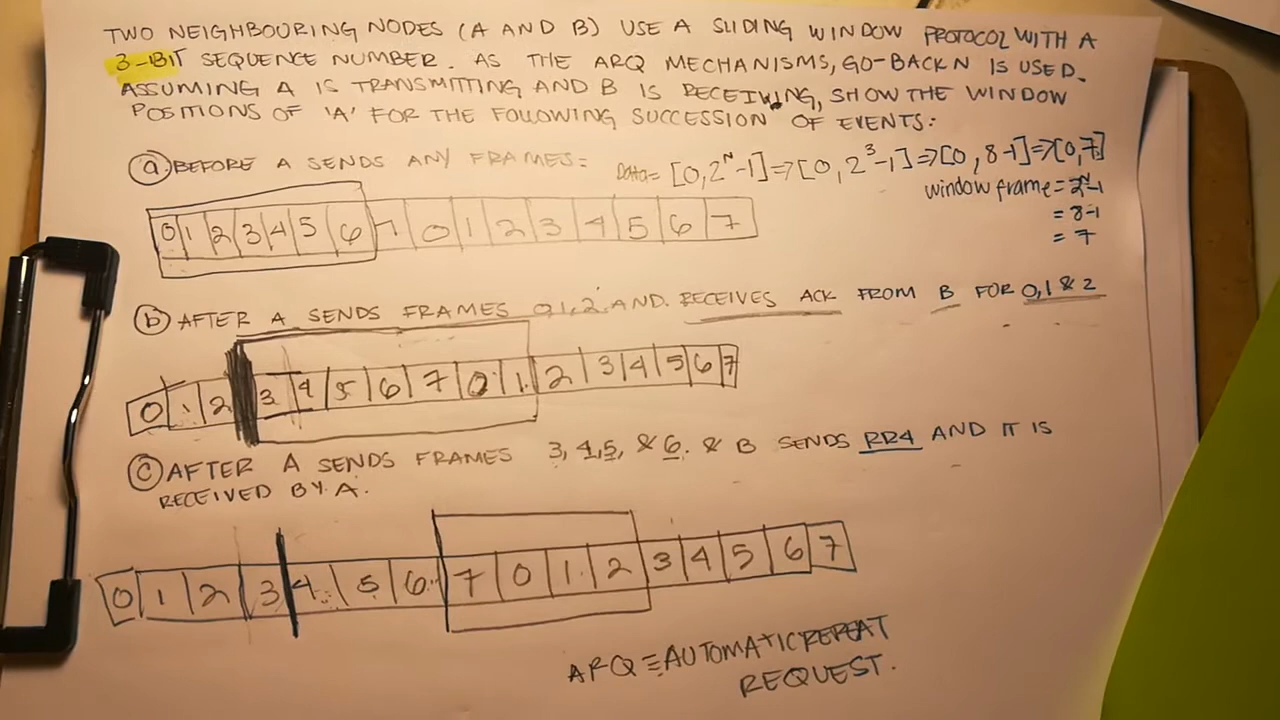 TWO NEIGHBOURING NODES (A AND B) USE A SLIDING WINDOW PROTOCOL WITH A
3-BIT SEQUENCE NUMBER. AS THE ARQ MECHANISMS, GO-BACK N IS USED.
ASSUMING A IS TRANSMITTING AND B IS RECEIVING, SHOW THE WINDOW
POSITIONS OF 'A' FOR THE FOLLOWING SUCCESSION OF EVENTS:
(a) BEFORE A SENDS ANY FRAMES: Data= [0, 2^N-1]⇒[0, 2^3-1]⇒[0, 8-1]⇒[0,7]
window frame = 2^N-1
= 8-1
= 7
0 1 2 3 4 5 6 7 0 1 2 3 4 5 6 7
(b) AFTER A SENDS FRAMES 0,1,2 AND RECEIVES ACK FROM B FOR 0,1 & 2
0 1 2 3 4 5 6 7 0 1 2 3 4 5 6 7
(c) AFTER A SENDS FRAMES 3, 4, 5, & 6. & B SENDS RR4 AND IT IS
RECEIVED BY A.
0 1 2 3 4 5 6 7 0 1 2 3 4 5 6 7
ARQ ≡ AUTOMATIC REPEAT
REQUEST.